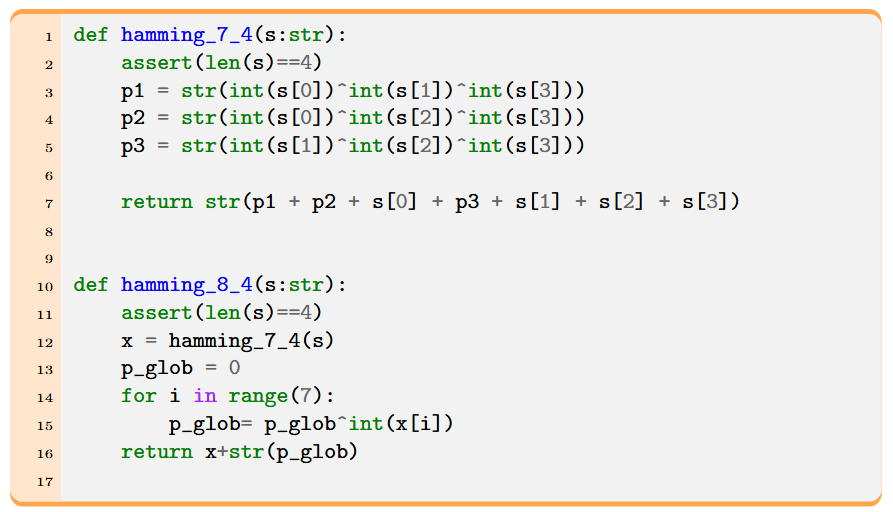 1 def hamming_7_4(s:str):
2     assert(len(s)==4)
3     p1 = str(int(s[0])^int(s[1])^int(s[3]))
4     p2 = str(int(s[0])^int(s[2])^int(s[3]))
5     p3 = str(int(s[1])^int(s[2])^int(s[3]))
6
7     return str(p1 + p2 + s[0] + p3 + s[1] + s[2] + s[3])
8
9
10 def hamming_8_4(s:str):
11     assert(len(s)==4)
12     x = hamming_7_4(s)
13     p_glob = 0
14     for i in range(7):
15         p_glob= p_glob^int(x[i])
16     return x+str(p_glob)
17